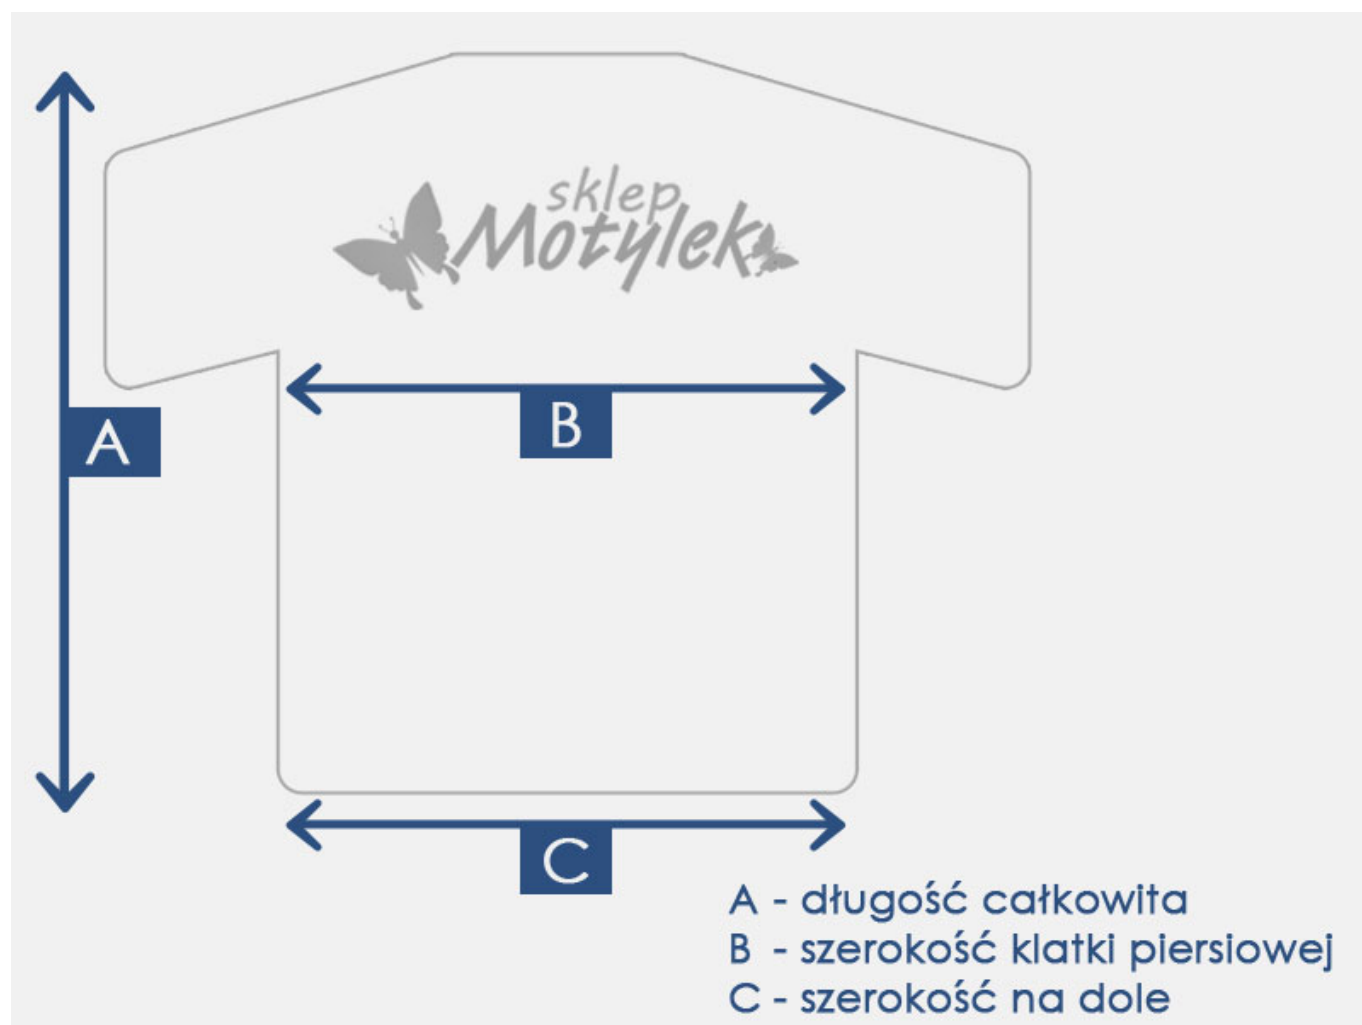 sklep
Motylek
A
B
C
A - długość całkowita
B - szerokość klatki piersiowej
C - szerokość na dole